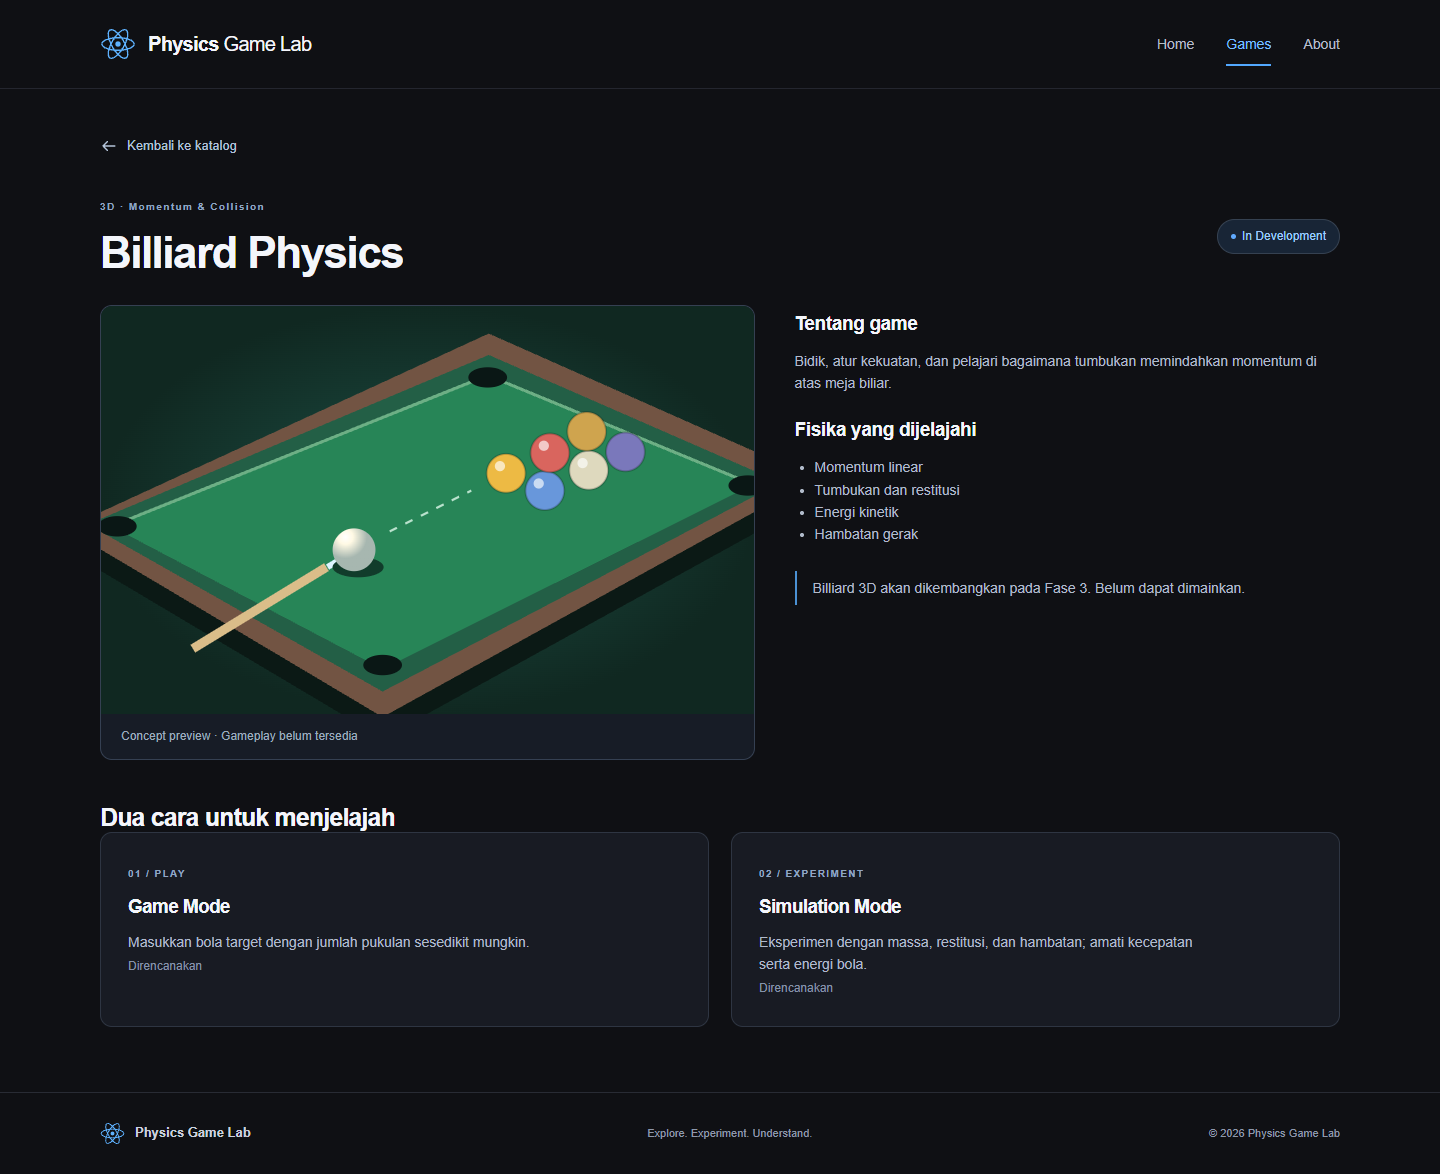 Physics Game Lab
Home
Games
About
Kembali ke katalog
3D · Momentum & Collision
Billiard Physics
In Development
Tentang game
Bidik, atur kekuatan, dan pelajari bagaimana tumbukan memindahkan momentum di
atas meja biliar.
Fisika yang dijelajahi
Momentum linear
Tumbukan dan restitusi
Energi kinetik
Hambatan gerak
Billiard 3D akan dikembangkan pada Fase 3. Belum dapat dimainkan.
Concept preview · Gameplay belum tersedia
Dua cara untuk menjelajah
01 / PLAY
Game Mode
Masukkan bola target dengan jumlah pukulan sesedikit mungkin.
Direncanakan
02 / EXPERIMENT
Simulation Mode
Eksperimen dengan massa, restitusi, dan hambatan; amati kecepatan
serta energi bola.
Direncanakan
Physics Game Lab
Explore. Experiment. Understand.
© 2026 Physics Game Lab